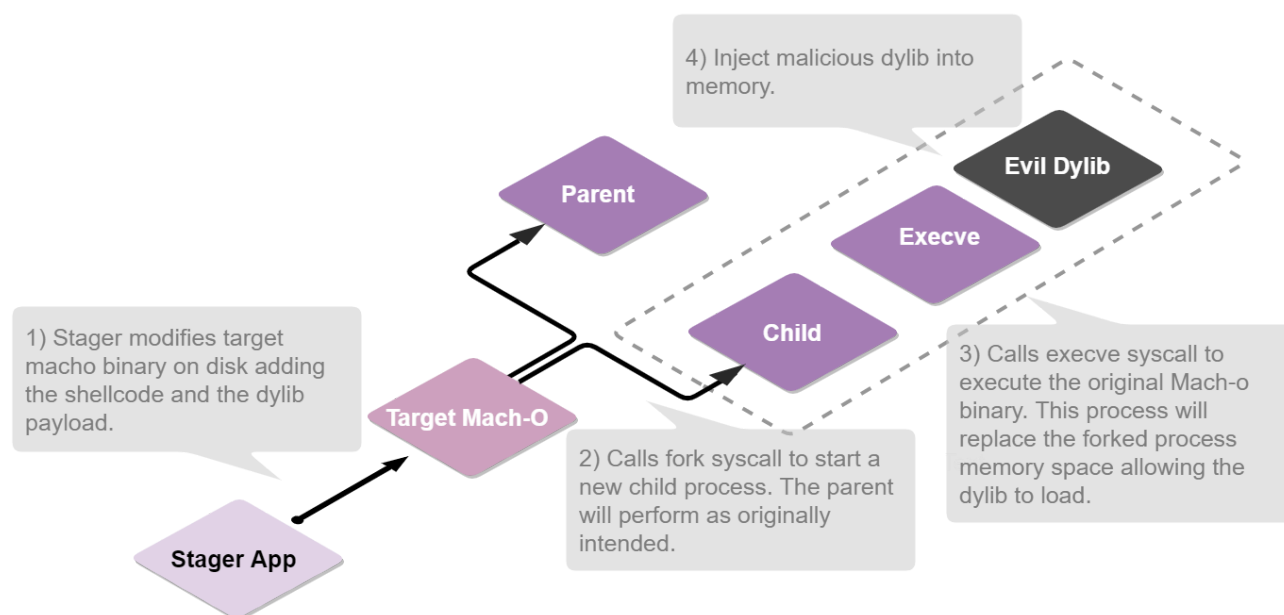 4) Inject malicious dylib into
memory.
Evil Dylib
Parent
Execve
Child
1) Stager modifies target
macho binary on disk adding
the shellcode and the dylib
payload.
3) Calls execve syscall to
execute the original Mach-o
binary. This process will
replace the forked process
memory space allowing the
dylib to load.
Target Mach-O
2) Calls fork syscall to start a
new child process. The parent
will perform as originally
intended.
Stager App